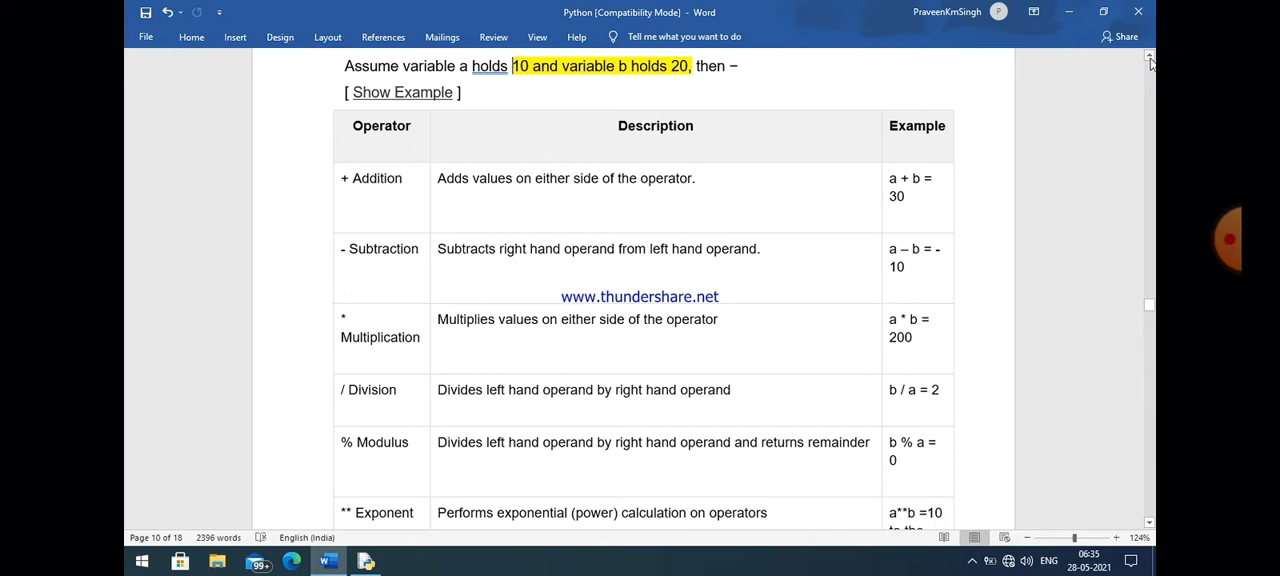 Python [Compatibility Mode] - Word
PraveenKmSingh
P
File Home Insert Design Layout References Mailings Review View Help Tell me what you want to do
Share
Assume variable a holds 10 and variable b holds 20, then −
[ Show Example ]
Operator Description Example
+ Addition Adds values on either side of the operator. a + b =
30
- Subtraction Subtracts right hand operand from left hand operand. a – b = -
10
www.thundershare.net
* Multiplies values on either side of the operator a * b =
Multiplication 200
/ Division Divides left hand operand by right hand operand b / a = 2
% Modulus Divides left hand operand by right hand operand and returns remainder b % a =
0
** Exponent Performs exponential (power) calculation on operators a**b =10
to the
Page 10 of 18 2396 words English (India) 124%
99+
W
ENG
06:35
28-05-2021